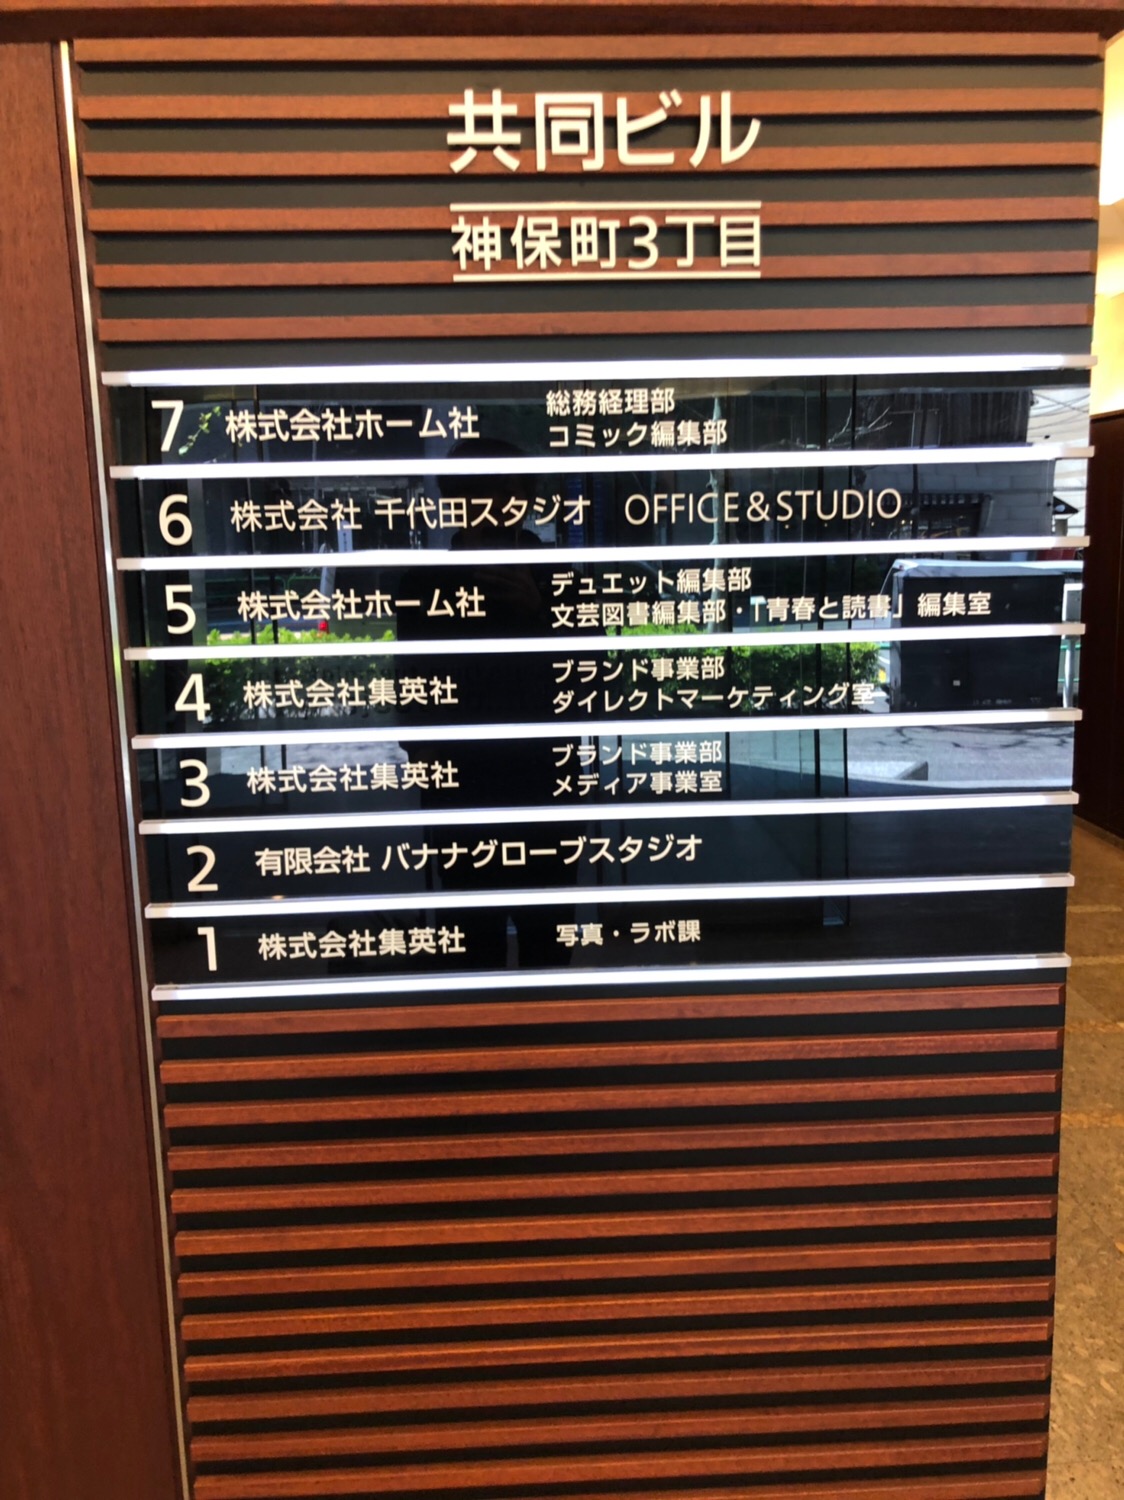 共同ビル
神保町3丁目
7 株式会社ホーム社 総務経理部
コミック編集部
6 株式会社 千代田スタジオ OFFICE&STUDIO
5 株式会社ホーム社 デュエット編集部
文芸図書編集部・「青春と読書」編集室
4 株式会社集英社 ブランド事業部
ダイレクトマーケティング室
3 株式会社集英社 ブランド事業部
メディア事業室
2 有限会社 バナナグローブスタジオ
1 株式会社集英社 写真・ラボ課